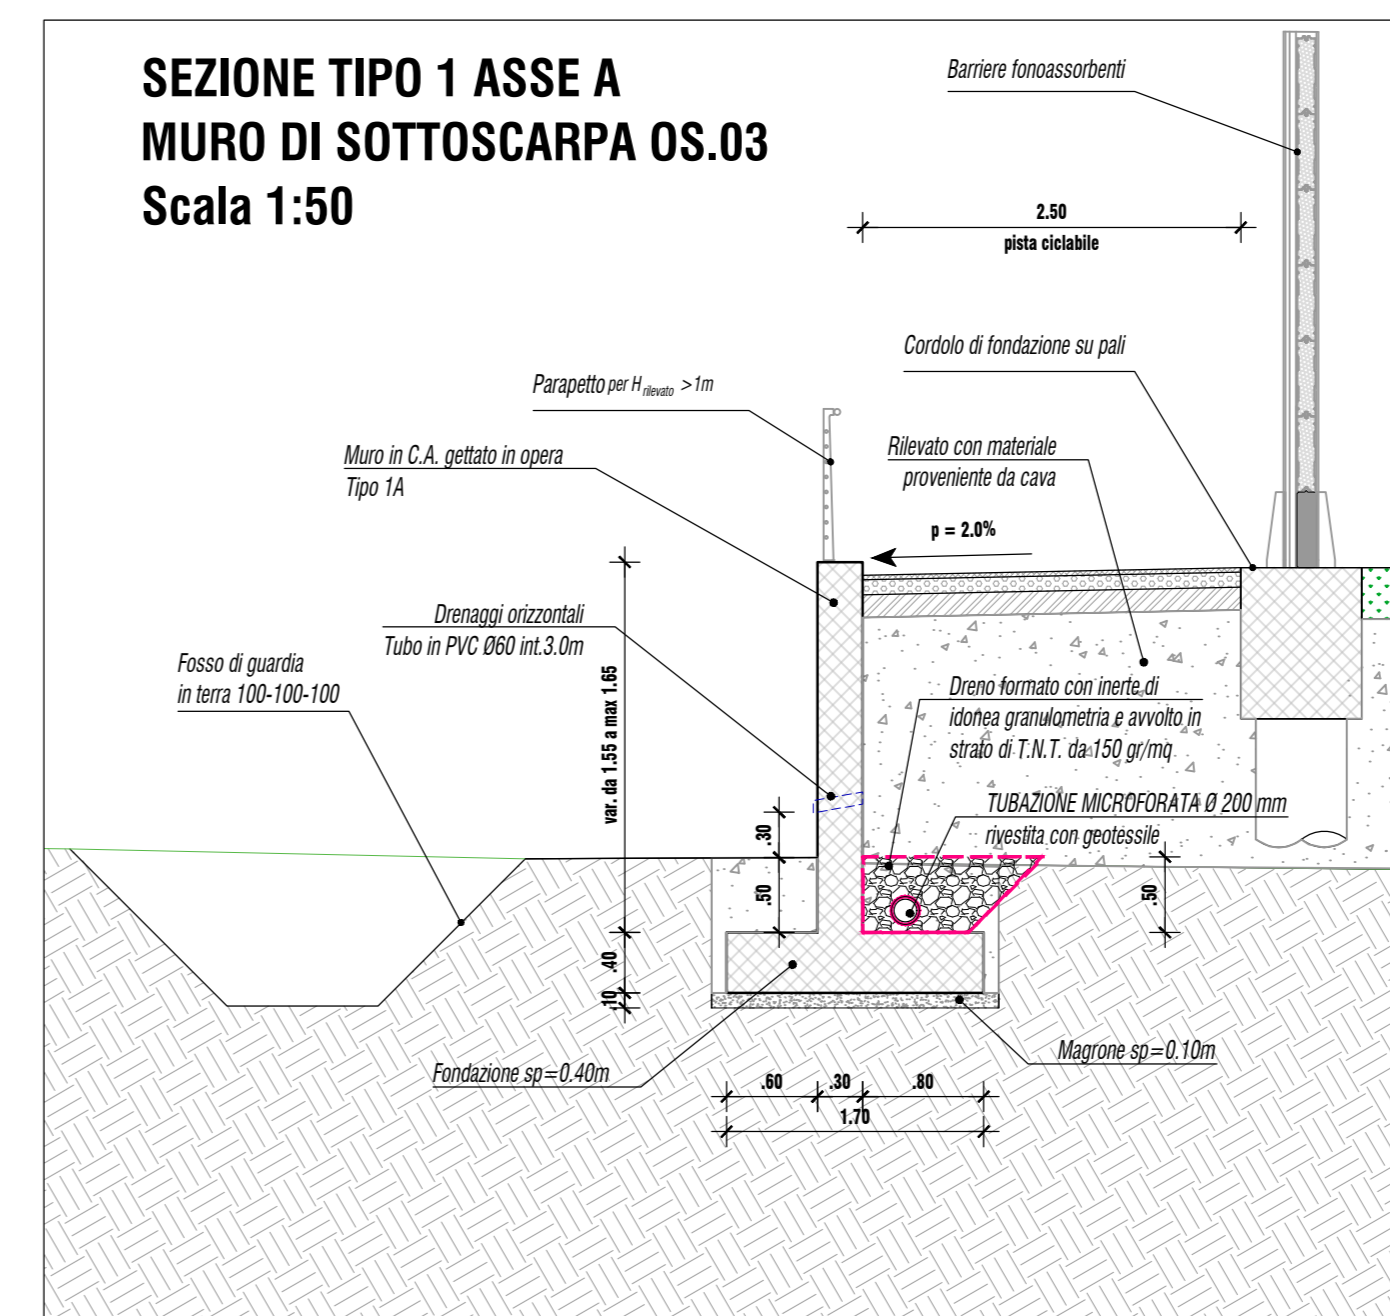 SEZIONE TIPO 1 ASSE A
MURO DI SOTTOSCARPA OS.03
Scala 1:50
Barriere fonoassorbenti
2.50
pista ciclabile
Cordolo di fondazione su pali
Parapetto per H rilevato >1m
Muro in C.A. gettato in opera
Tipo 1A
Rilevato con materiale
proveniente da cava
p = 2.0%
Drenaggi orizzontali
Tubo in PVC Ø60 int.3.0m
Fosso di guardia
in terra 100-100-100
var. da 1.55 a max 1.65
Dreno formato con inerte di
idonea granulometria e avvolto in
strato di T.N.T. da 150 gr/mq
TUBAZIONE MICROFORATA Ø 200 mm
rivestita con geotessile
.30
.50
.50
.40
.10
Magrone sp=0.10m
Fondazione sp=0.40m
.60
.30
.80
1.70